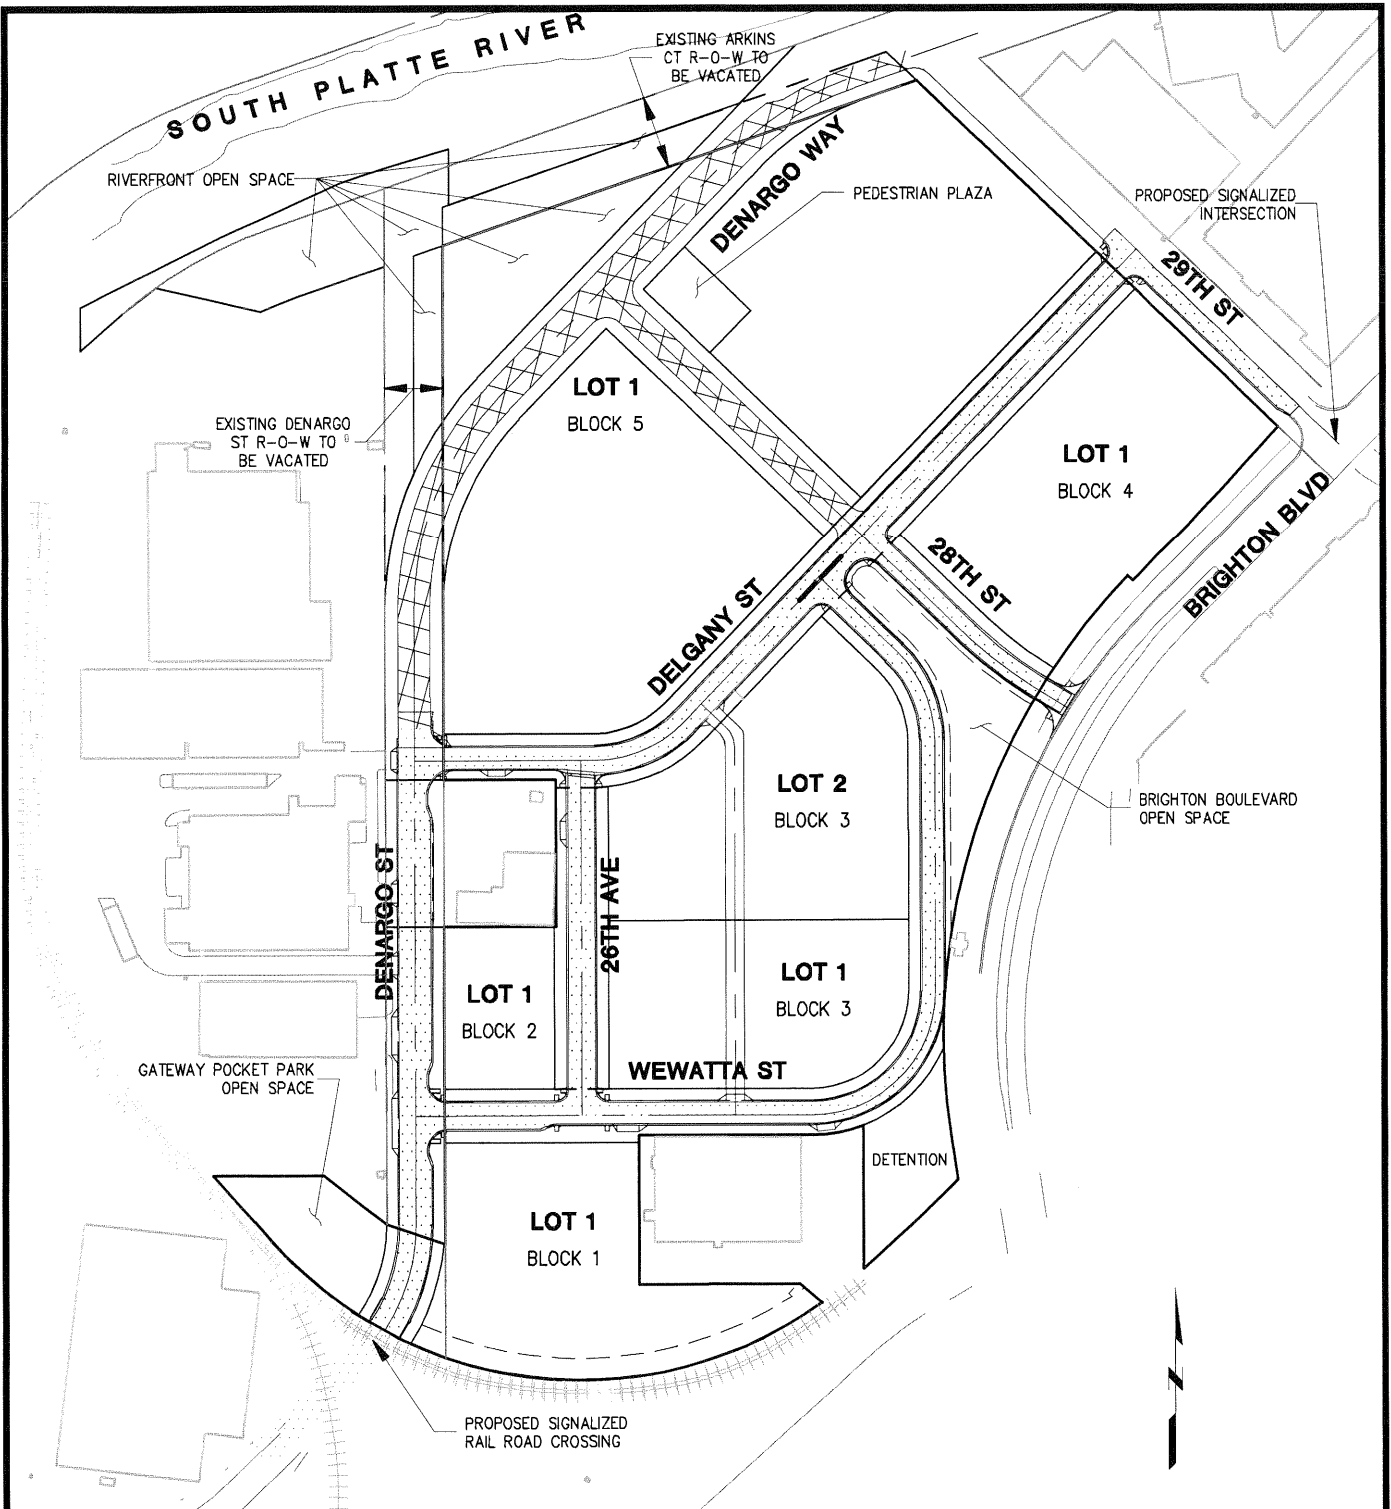 SOUTH PLATTE RIVER
EXISTING ARKINS
CT R-O-W TO
BE VACATED
RIVERFRONT OPEN SPACE
DENARGO WAY
PEDESTRIAN PLAZA
PROPOSED SIGNALIZED
INTERSECTION
29TH ST
LOT 1
BLOCK 5
EXISTING DENARGO
ST R-O-W TO
BE VACATED
LOT 1
BLOCK 4
BRIGHTON BLVD
28TH ST
DELGANY ST
LOT 2
BLOCK 3
BRIGHTON BOULEVARD
OPEN SPACE
DENARGO ST
26TH AVE
LOT 1
BLOCK 2
LOT 1
BLOCK 3
GATEWAY POCKET PARK
OPEN SPACE
WEWATTA ST
DETENTION
LOT 1
BLOCK 1
N
PROPOSED SIGNALIZED
RAIL ROAD CROSSING